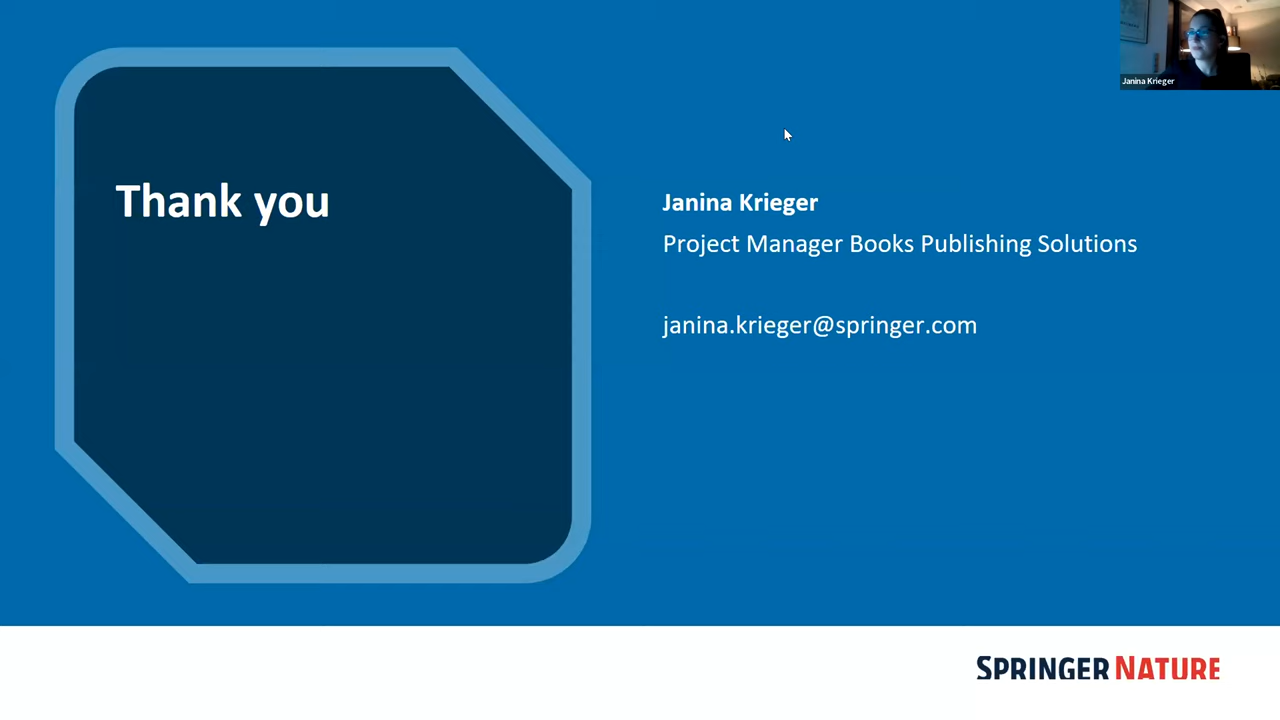 Janina Krieger
Thank you
Janina Krieger
Project Manager Books Publishing Solutions
janina.krieger@springer.com
SPRINGER NATURE